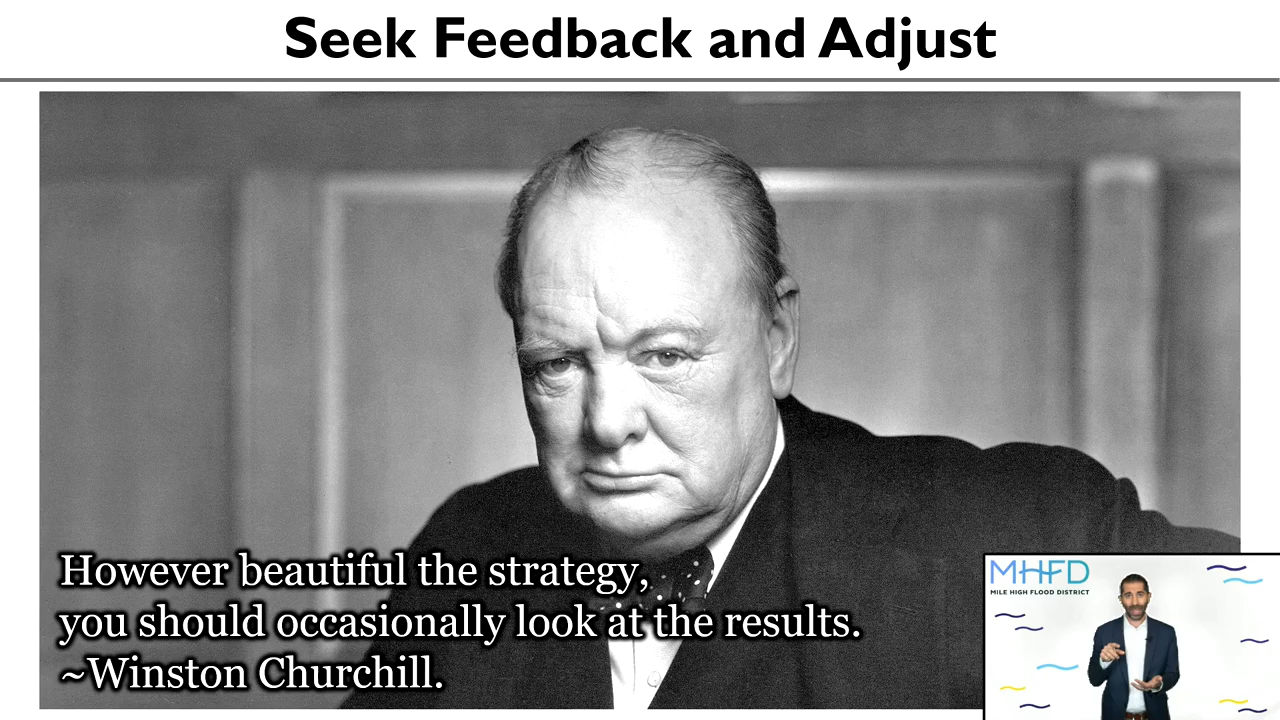 Seek Feedback and Adjust
However beautiful the strategy,
you should occasionally look at the results.
~Winston Churchill.
MHFD
MILE HIGH FLOOD DISTRICT